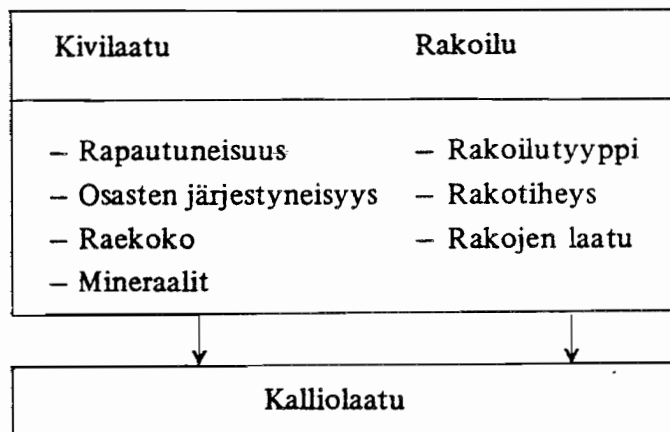 Kivilaatu Rakoilu
– Rapautuneisuus – Rakoilutyyppi
– Osasten järjestyneisyys – Rakotiheys
– Raekoko – Rakojen laatu
– Mineraalit
Kalliolaatu